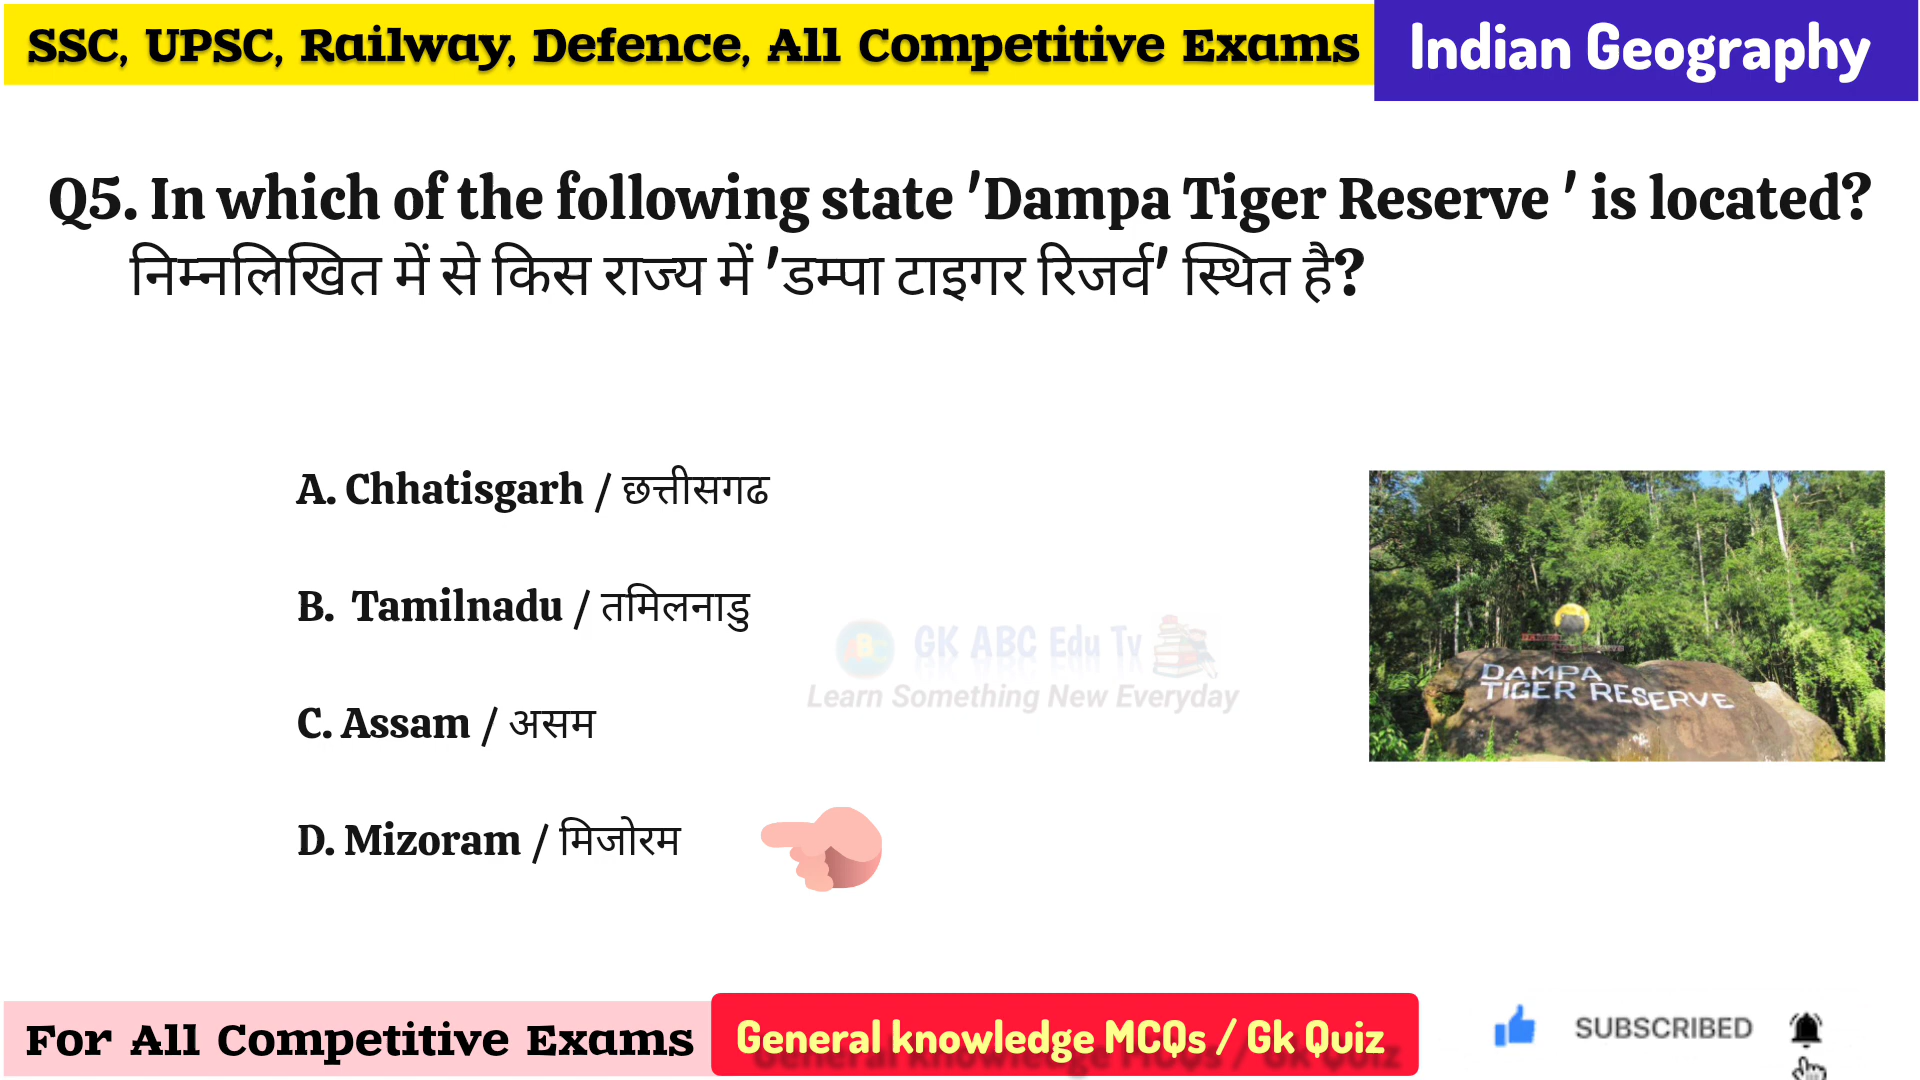 SSC, UPSC, Railway, Defence, All Competitive Exams
Indian Geography
Q5. In which of the following state 'Dampa Tiger Reserve ' is located?
निम्नलिखित में से किस राज्य में 'डम्पा टाइगर रिजर्व' स्थित है?
A. Chhatisgarh / छत्तीसगढ
B. Tamilnadu / तमिलनाडु
C. Assam / असम
D. Mizoram / मिजोरम
ABC GK ABC Edu Tv
Learn Something New Everyday
DAMPA
TIGER RESERVE
For All Competitive Exams
General knowledge MCQs / Gk Quiz
SUBSCRIBED